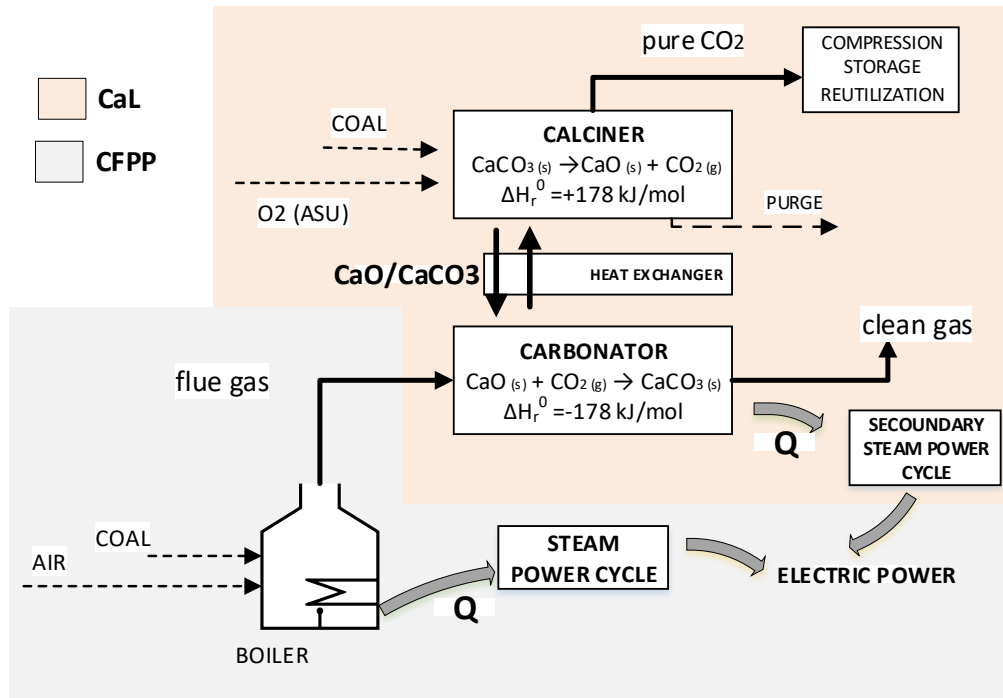 pure CO2
COMPRESSION
STORAGE
REUTILIZATION
CaL
CFPP
COAL
O2 (ASU)
CALCINER
CaCO3 (s) →CaO (s) + CO2 (g)
ΔHr0 =+178 kJ/mol
PURGE
CaO/CaCO3
HEAT EXCHANGER
clean gas
flue gas
CARBONATOR
CaO (s) + CO2 (g) → CaCO3 (s)
ΔHr0 =-178 kJ/mol
Q
SECOUNDARY
STEAM POWER
CYCLE
COAL
AIR
STEAM
POWER CYCLE
ELECTRIC POWER
Q
BOILER